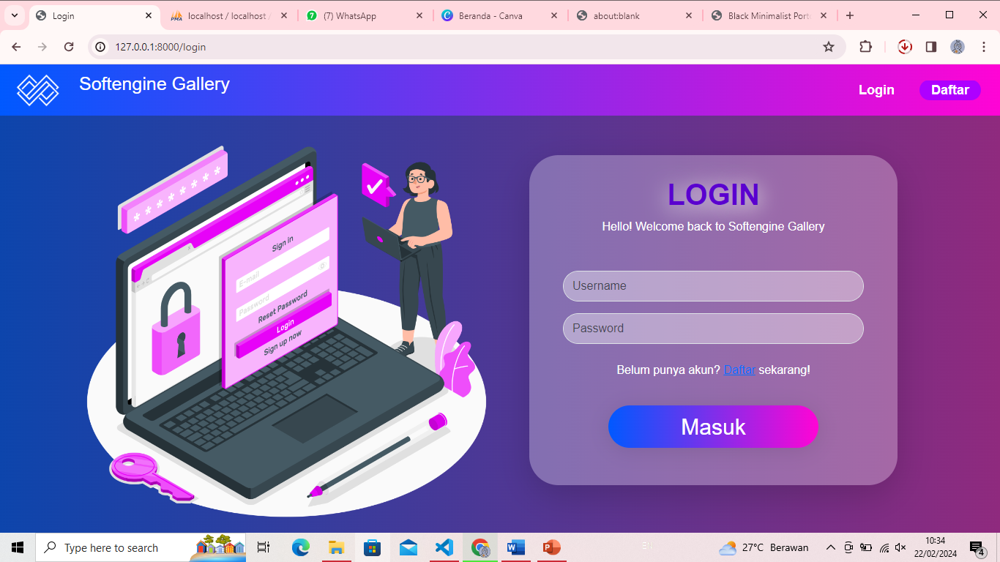 Login
localhost / localhost /
(7) WhatsApp
Beranda - Canva
about:blank
Black Minimalist Port
127.0.0.1:8000/login
Softengine Gallery
Login
Daftar
* * * * * * *
Sign in
E-mail
Password
Reset Password
Login
Sign up now
LOGIN
Hello! Welcome back to Softengine Gallery
Username
Password
Belum punya akun? Daftar sekarang!
Masuk
Type here to search
EN
27°C Berawan
10:34
22/02/2024
4